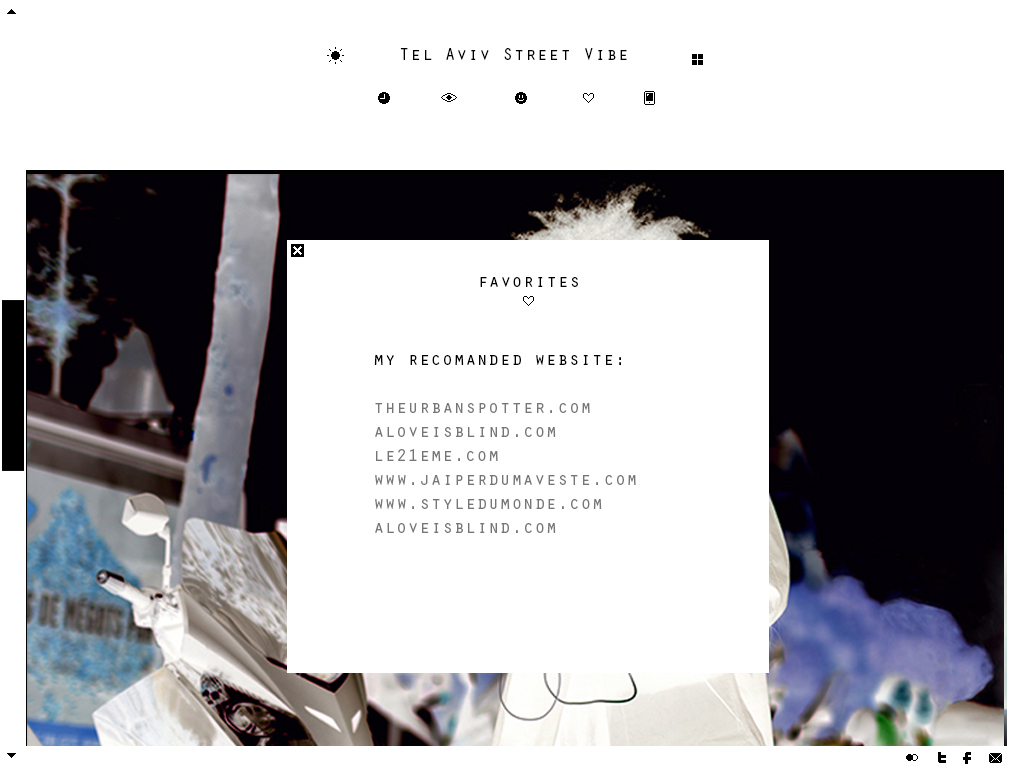 Tel Aviv Street Vibe
FAVORITES
MY RECOMANDED WEBSITE:
THEURBANSPOTTER.COM
ALOVEISBLIND.COM
LE21EME.COM
WWW.JAIPERDUMAVESTE.COM
WWW.STYLEDUMONDE.COM
ALOVEISBLIND.COM
DE MÉGOTS